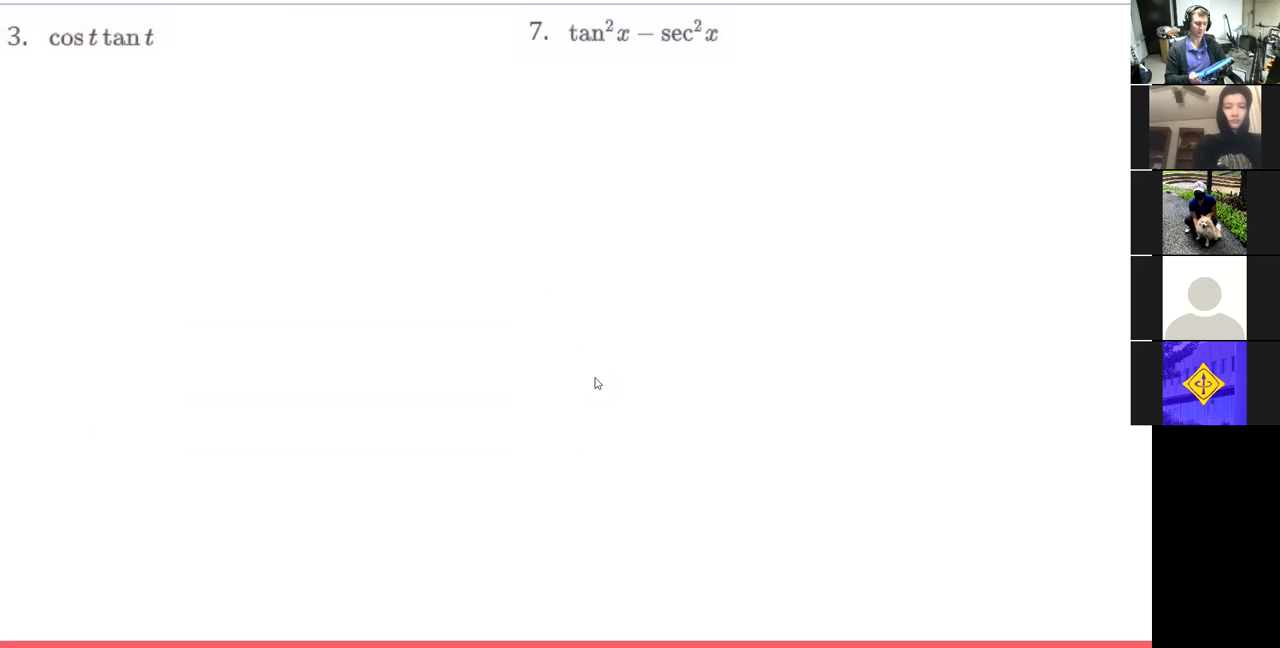 3. cos t tan t
7. tan² x − sec² x